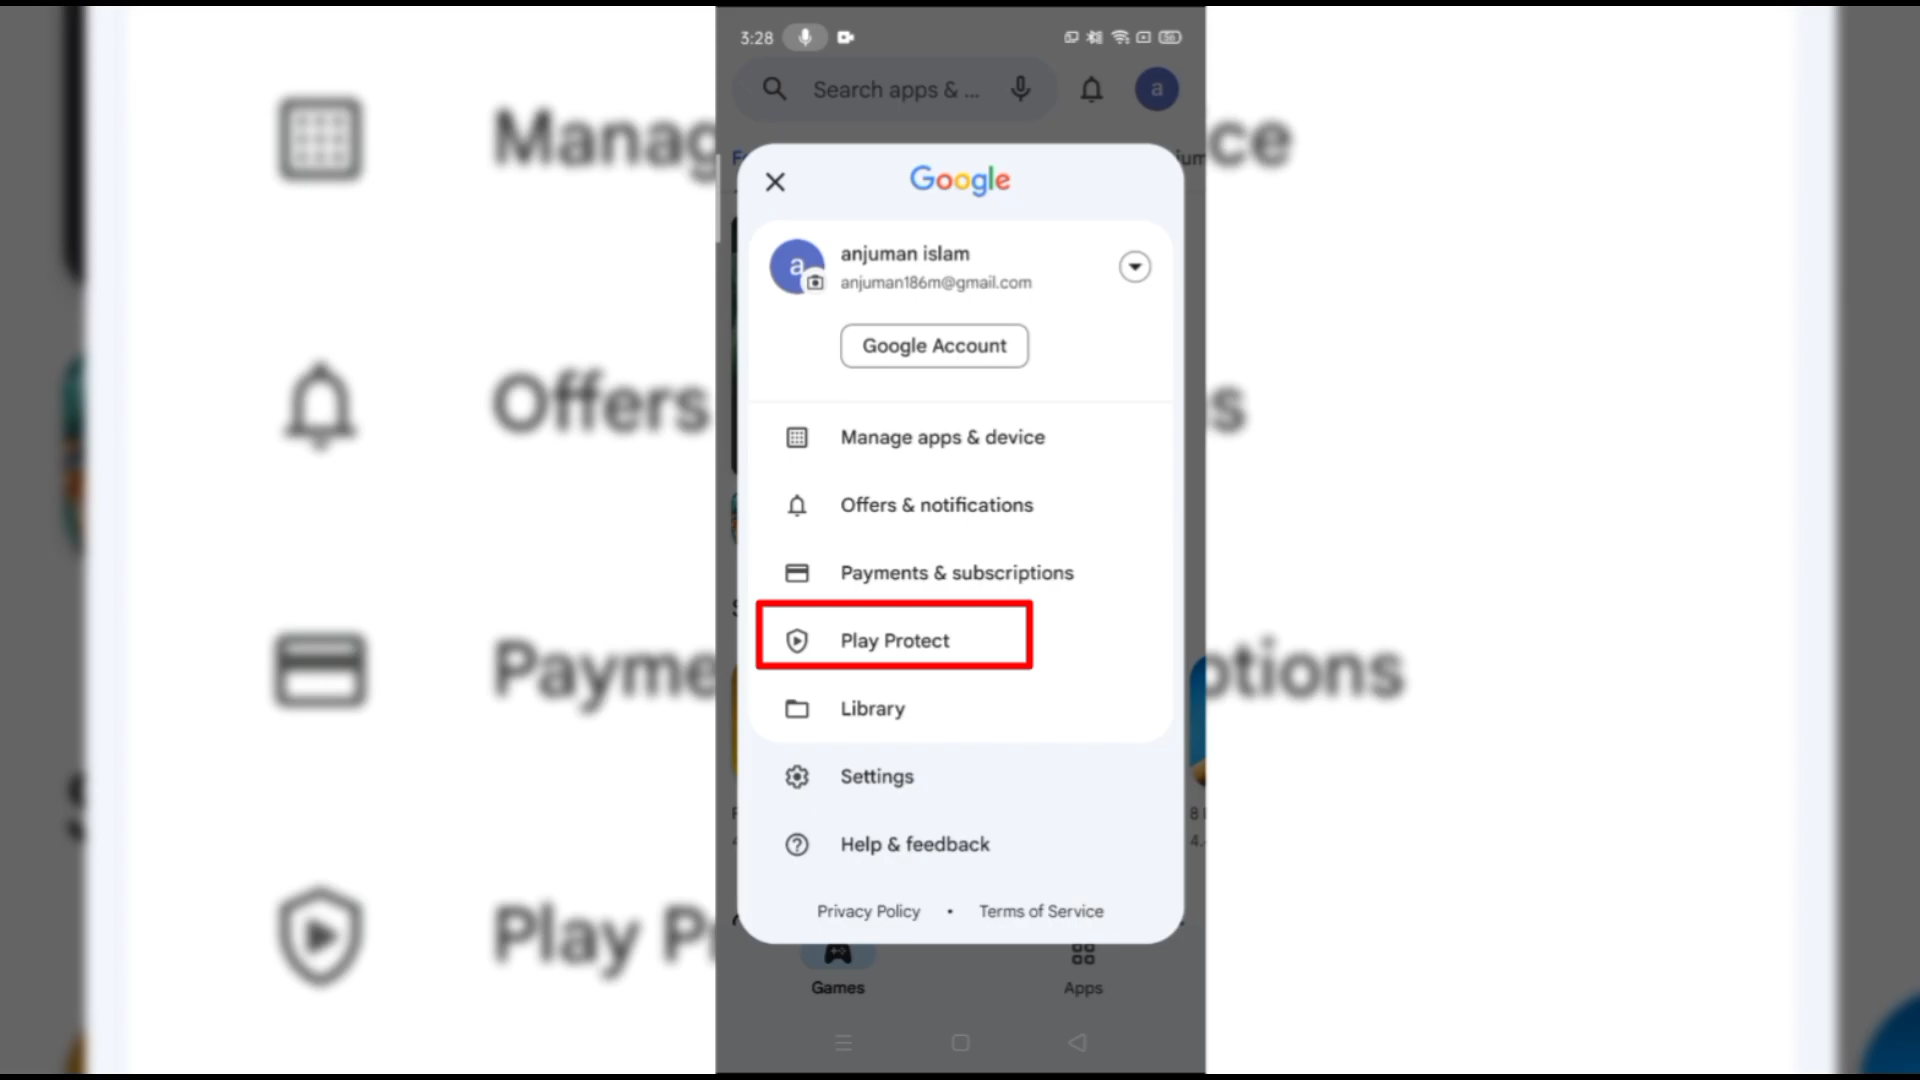 3:28
56
Search apps & ...
a
Google
a
anjuman islam
anjuman186m@gmail.com
Google Account
Manage apps & device
Offers & notifications
Payments & subscriptions
Play Protect
Library
Settings
Help & feedback
Privacy Policy • Terms of Service
Games
Apps
Manag
ce
Offers
s
Payme
ptions
Play P